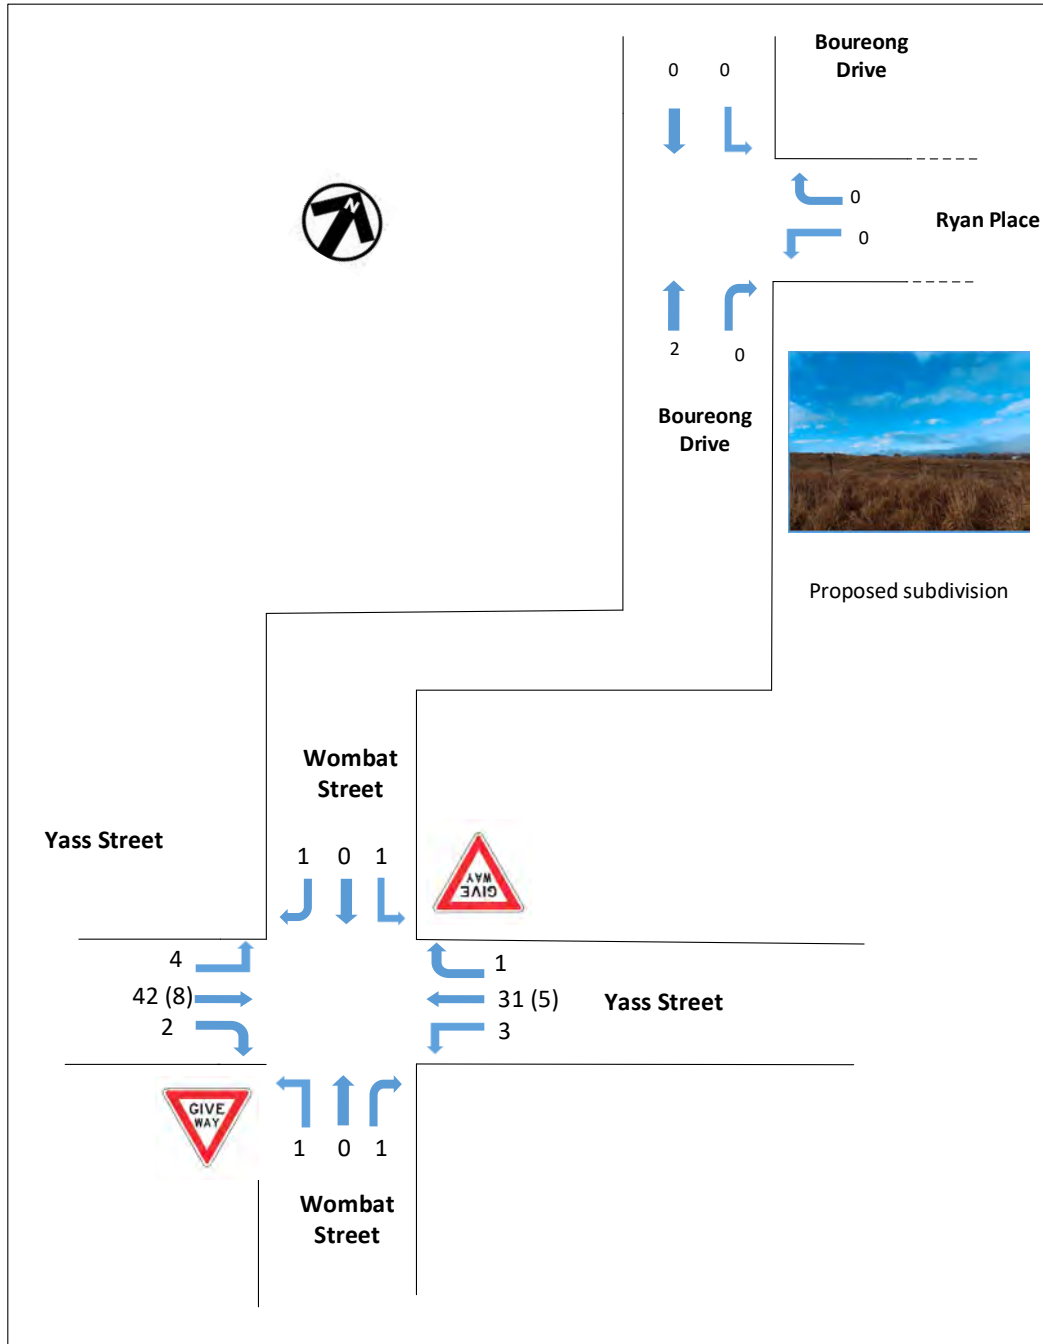 Boureong
Drive
0 0
N
0
Ryan Place
0
2 0
Boureong
Drive
Proposed subdivision
Wombat
Street
Yass Street
1 0 1
GIVE
WAY
4
1
42 (8)
31 (5)
Yass Street
2
3
GIVE
WAY
1 0 1
Wombat
Street